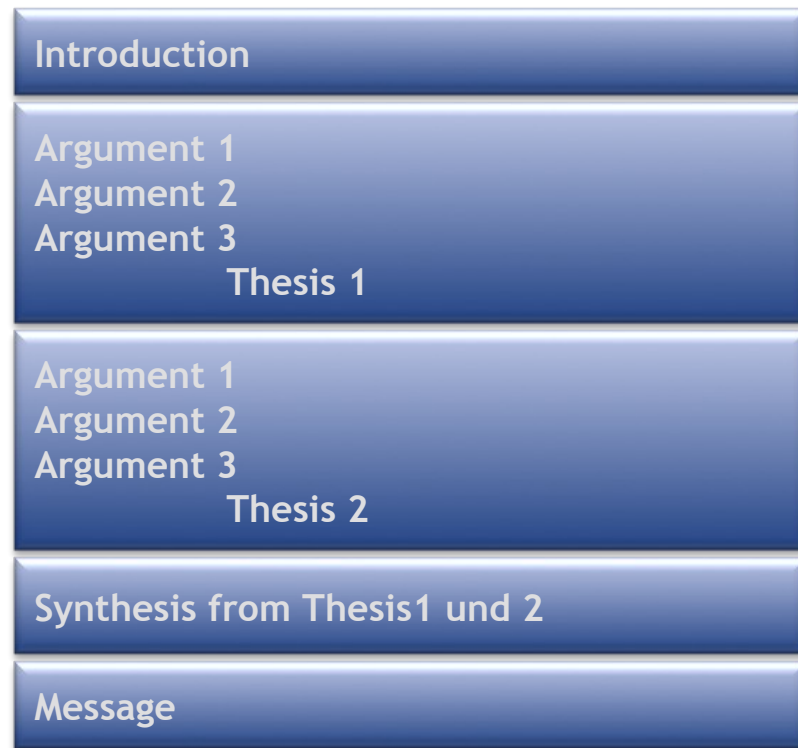 Introduction
Argument 1
Argument 2
Argument 3
Thesis 1
Argument 1
Argument 2
Argument 3
Thesis 2
Synthesis from Thesis1 und 2
Message